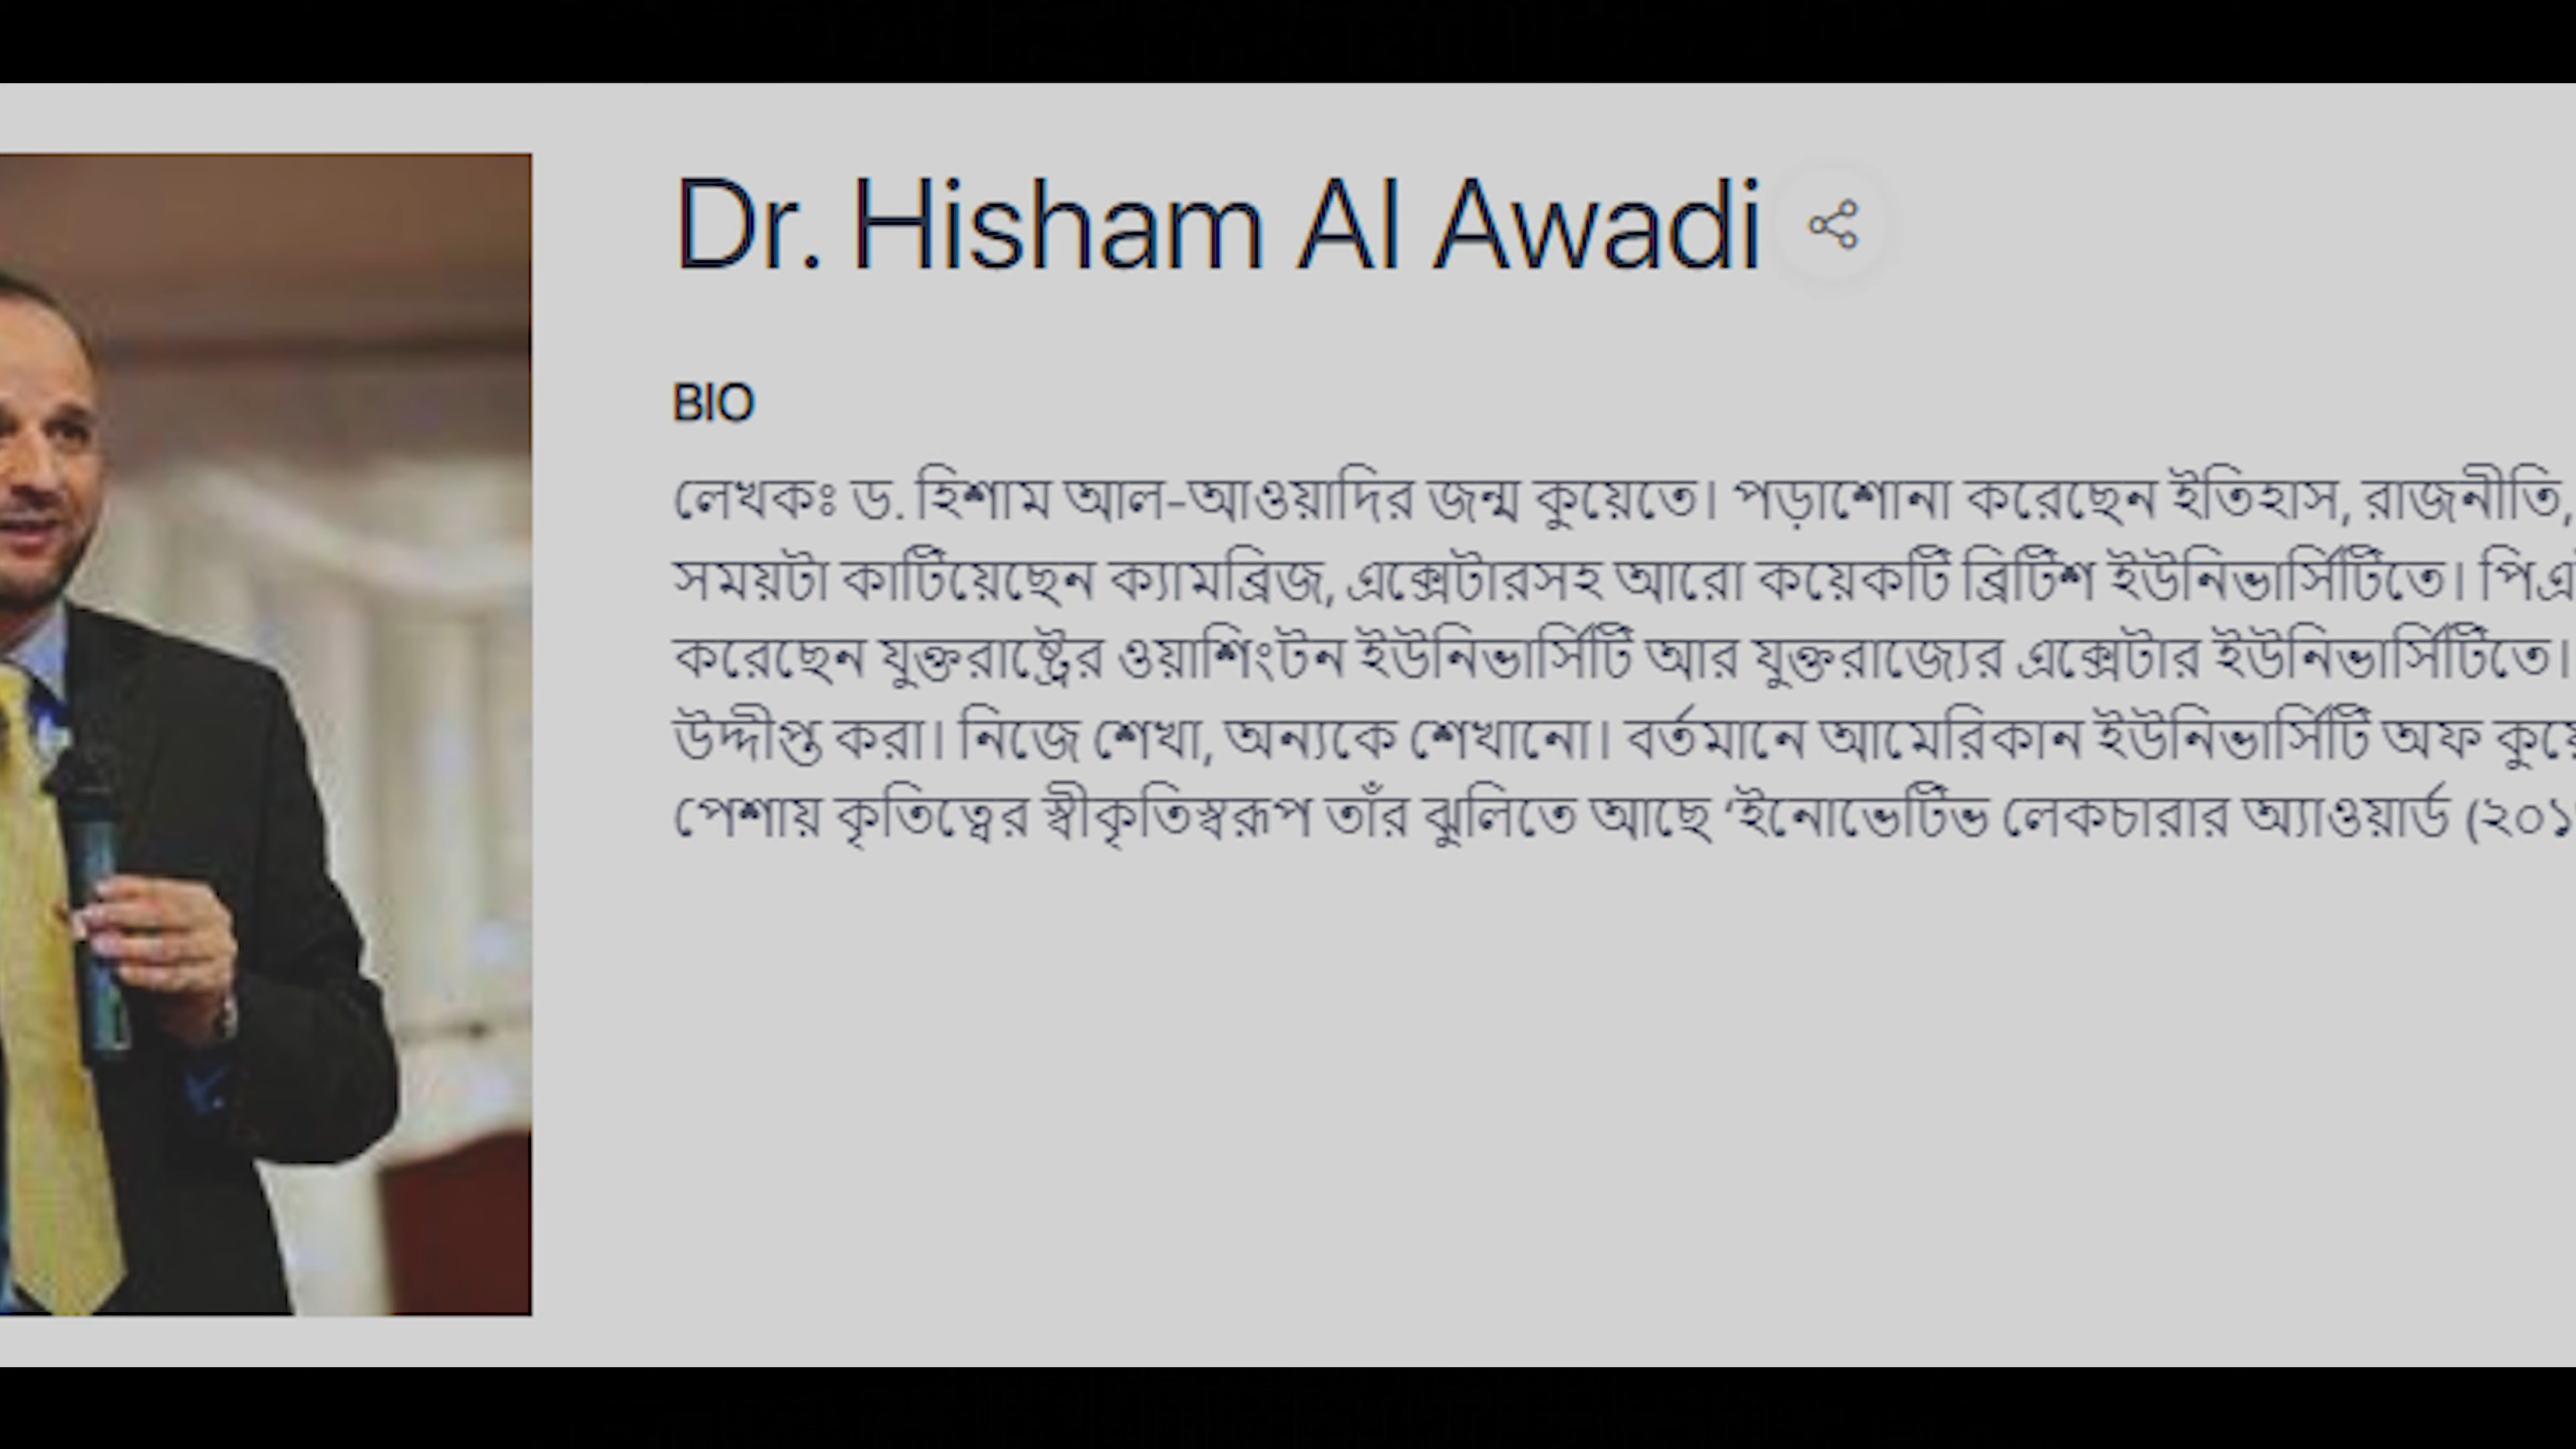 Dr. Hisham Al Awadi
BIO
লেখকঃ ড. হিশাম আল-আওয়াদির জন্ম কুয়েতে। পড়াশোনা করেছেন ইতিহাস, রাজনীতি,
সময়টা কাটিয়েছেন ক্যামব্রিজ, এক্সেটারসহ আরো কয়েকটি ব্রিটিশ ইউনিভার্সিটিতে।
করেছেন যুক্তরাষ্ট্রের ওয়াশিংটন ইউনিভার্সিটি আর যুক্তরাজ্যের এক্সেটার ইউনিভার্সিটিতে।
উদ্দীপ্ত করা। নিজে শেখা, অন্যকে শেখানো। বর্তমানে আমেরিকান ইউনিভার্সিটি অফ
পেশায় কৃতিত্বের স্বীকৃতিস্বরূপ তাঁর ঝুলিতে আছে ‘ইনোভেটিভ লেকচারার অ্যাওয়ার্ড